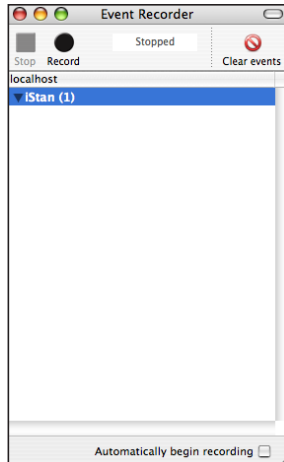 Event Recorder
Stopped
Stop Record Clear events
localhost
iStan (1)
Automatically begin recording